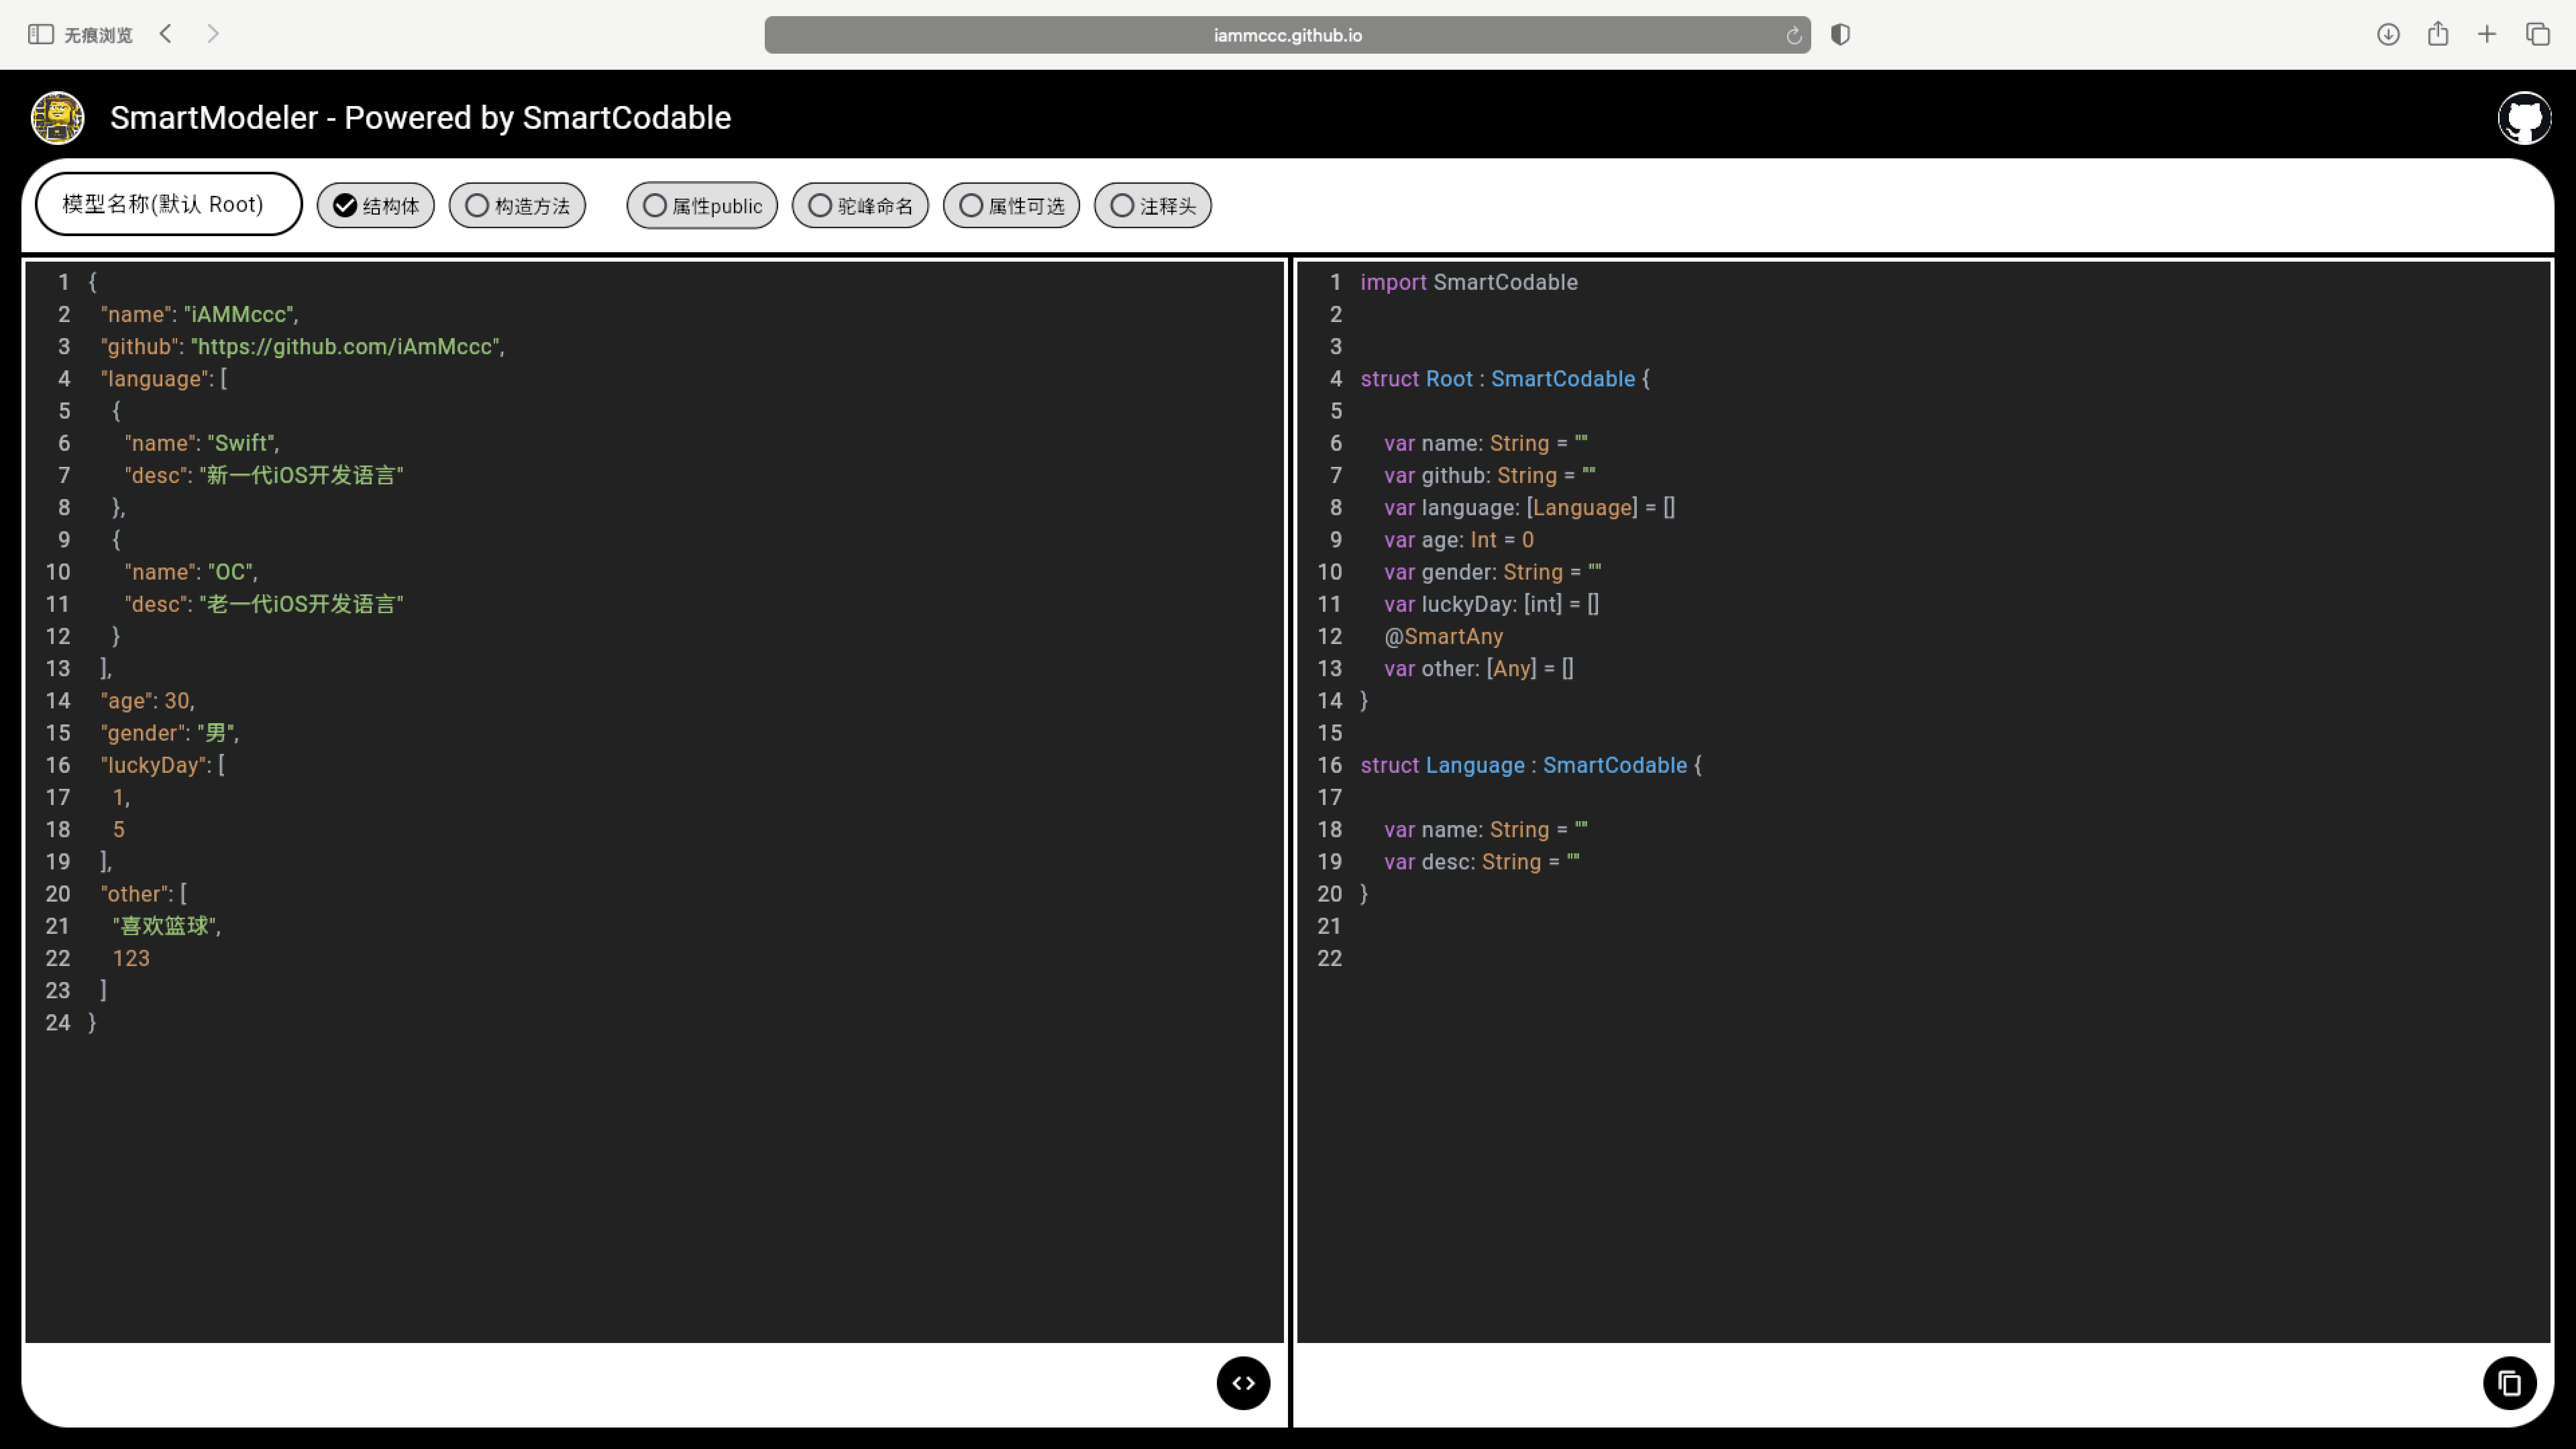 无痕浏览
iammccc.github.io
SmartModeler - Powered by SmartCodable
模型名称(默认 Root) 结构体 构造方法 属性public 驼峰命名 属性可选 注释头
1 {
2 "name": "iAMMccc",
3 "github": "https://github.com/iAmMccc",
4 "language": [
5 {
6 "name": "Swift",
7 "desc": "新一代iOS开发语言"
8 },
9 {
10 "name": "OC",
11 "desc": "老一代iOS开发语言"
12 }
13 ],
14 "age": 30,
15 "gender": "男",
16 "luckyDay": [
17 1,
18 5
19 ],
20 "other": [
21 "喜欢篮球",
22 123
23 ]
24 }
1 import SmartCodable
2
3
4 struct Root : SmartCodable {
5
6 var name: String = ""
7 var github: String = ""
8 var language: [Language] = []
9 var age: Int = 0
10 var gender: String = ""
11 var luckyDay: [int] = []
12 @SmartAny
13 var other: [Any] = []
14 }
15
16 struct Language : SmartCodable {
17
18 var name: String = ""
19 var desc: String = ""
20 }
21
22